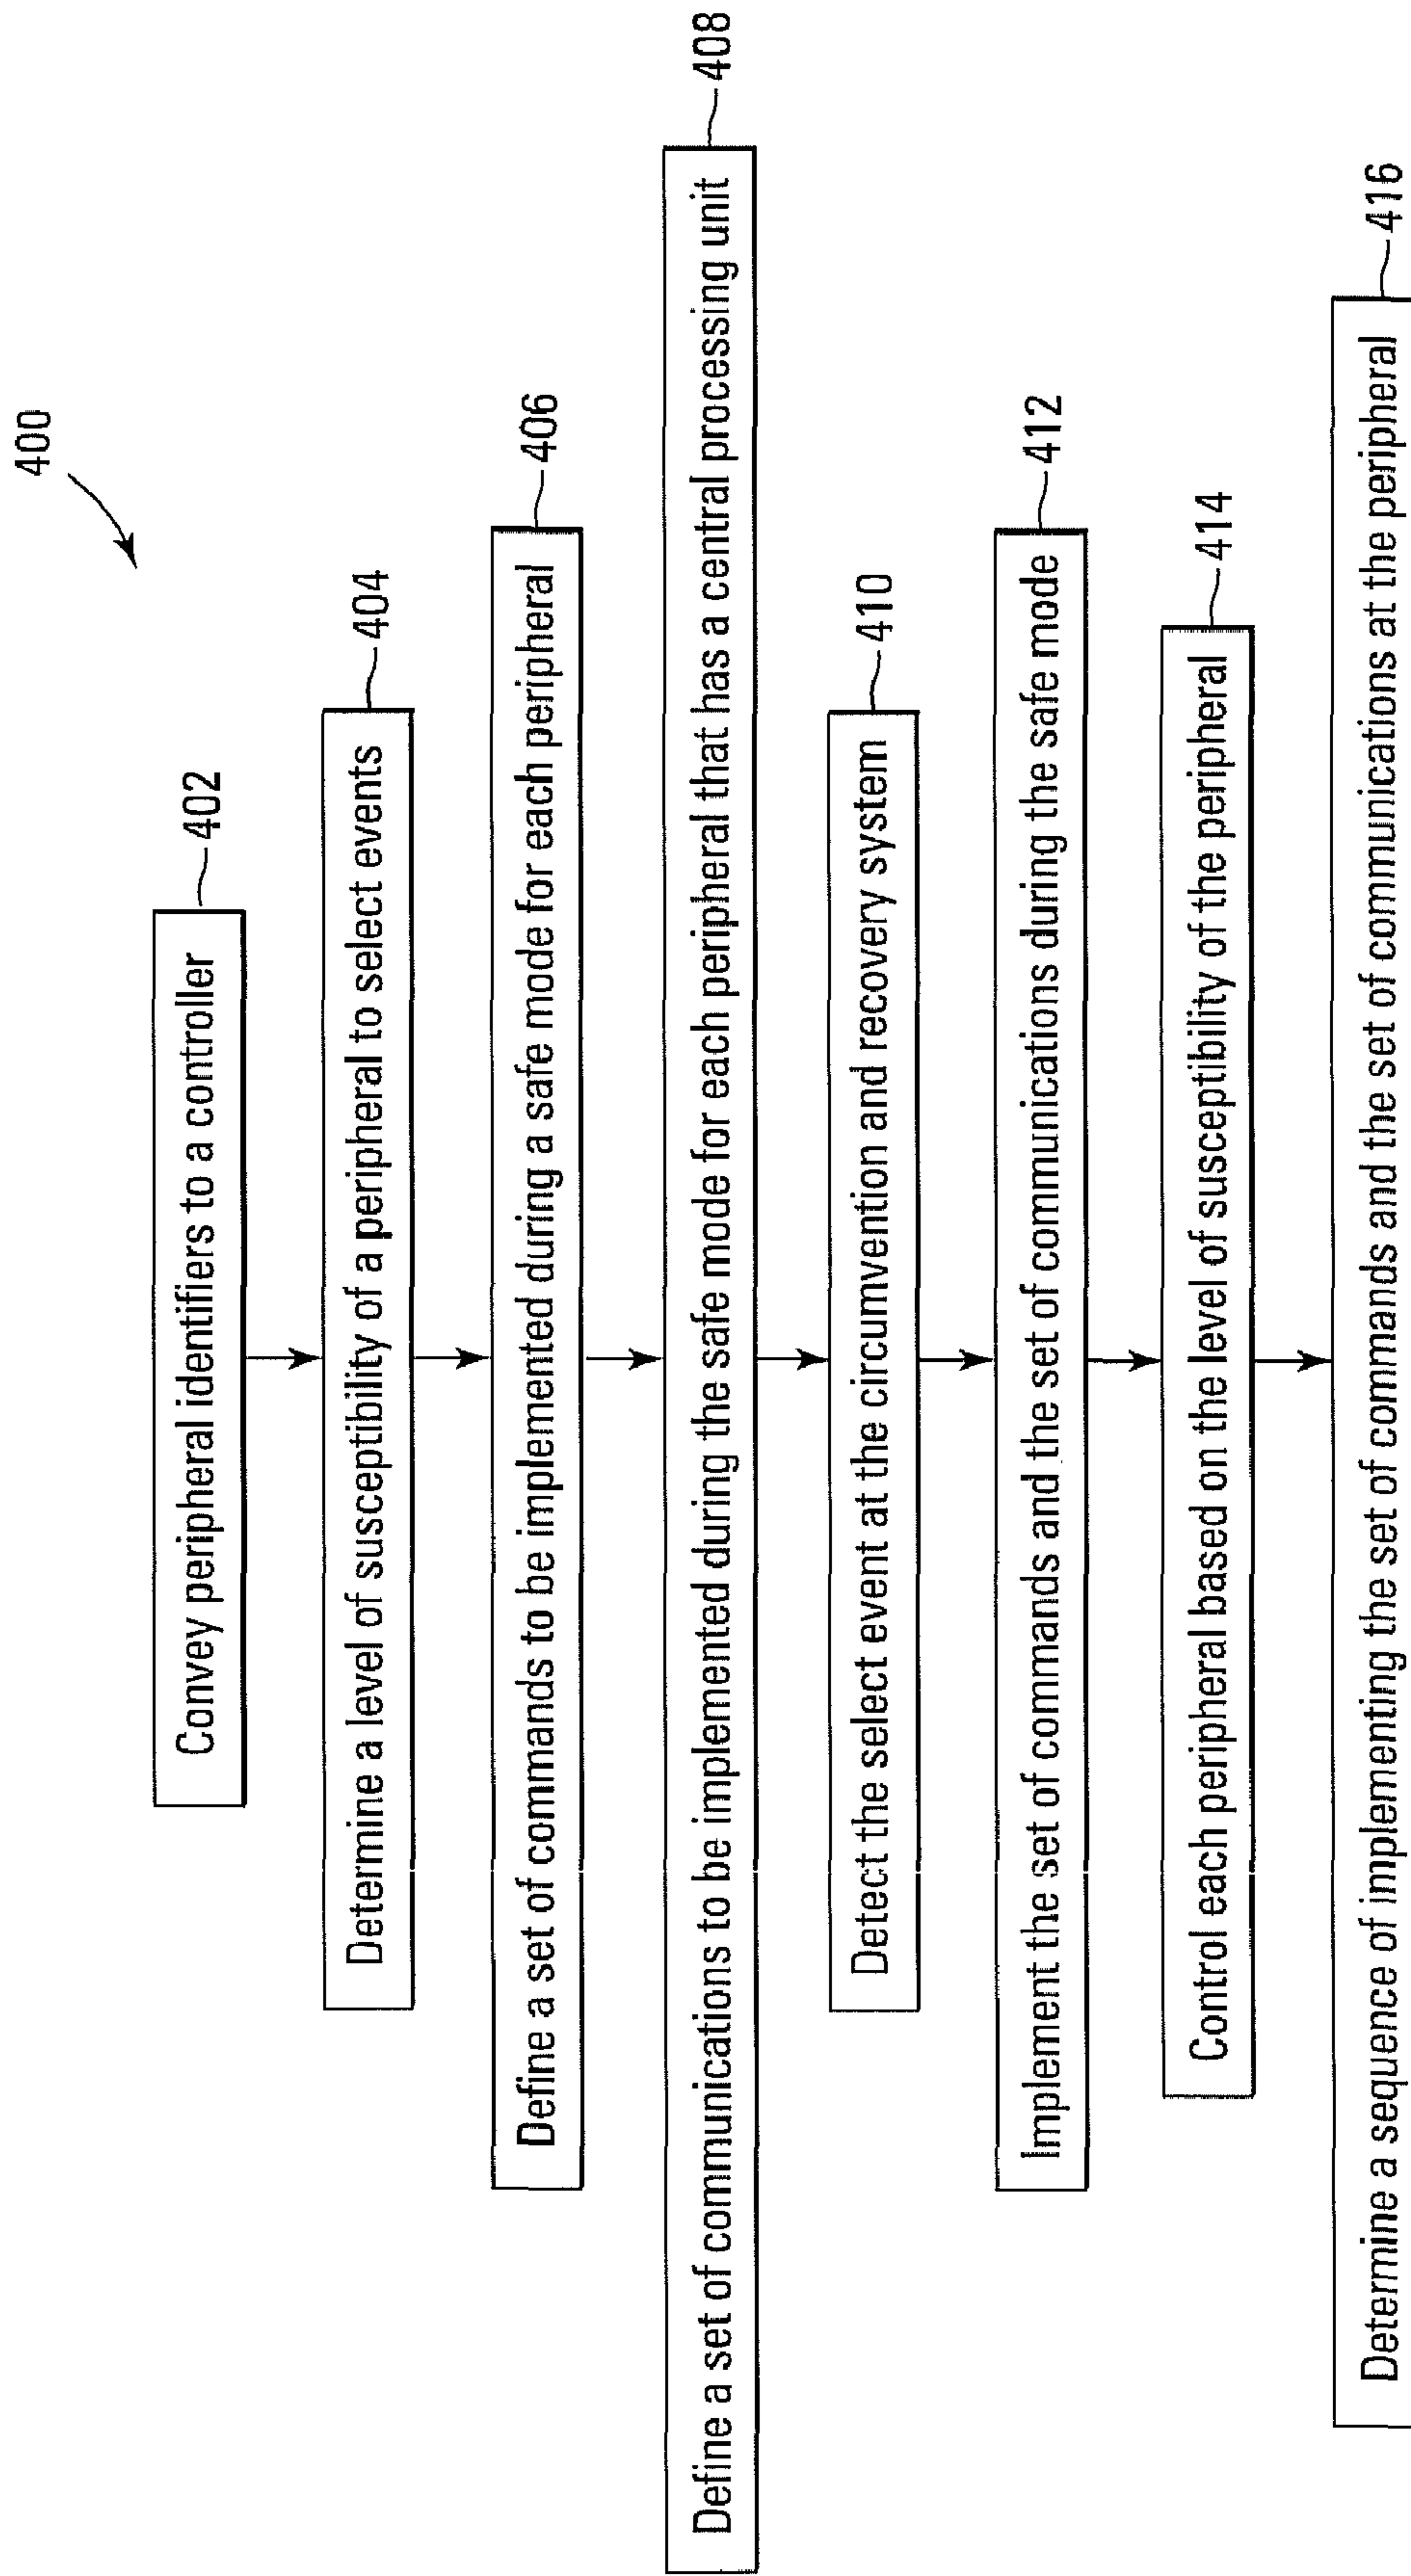 400
Convey peripheral identifiers to a controller
402
Determine a level of susceptibility of a peripheral to select events
404
Define a set of commands to be implemented during a safe mode for each peripheral
406
Define a set of communications to be implemented during the safe mode for each peripheral that has a central processing unit
408
Detect the select event at the circumvention and recovery system
410
Implement the set of commands and the set of communications during the safe mode
412
Control each peripheral based on the level of susceptibility of the peripheral
414
Determine a sequence of implementing the set of commands and the set of communications at the peripheral
416